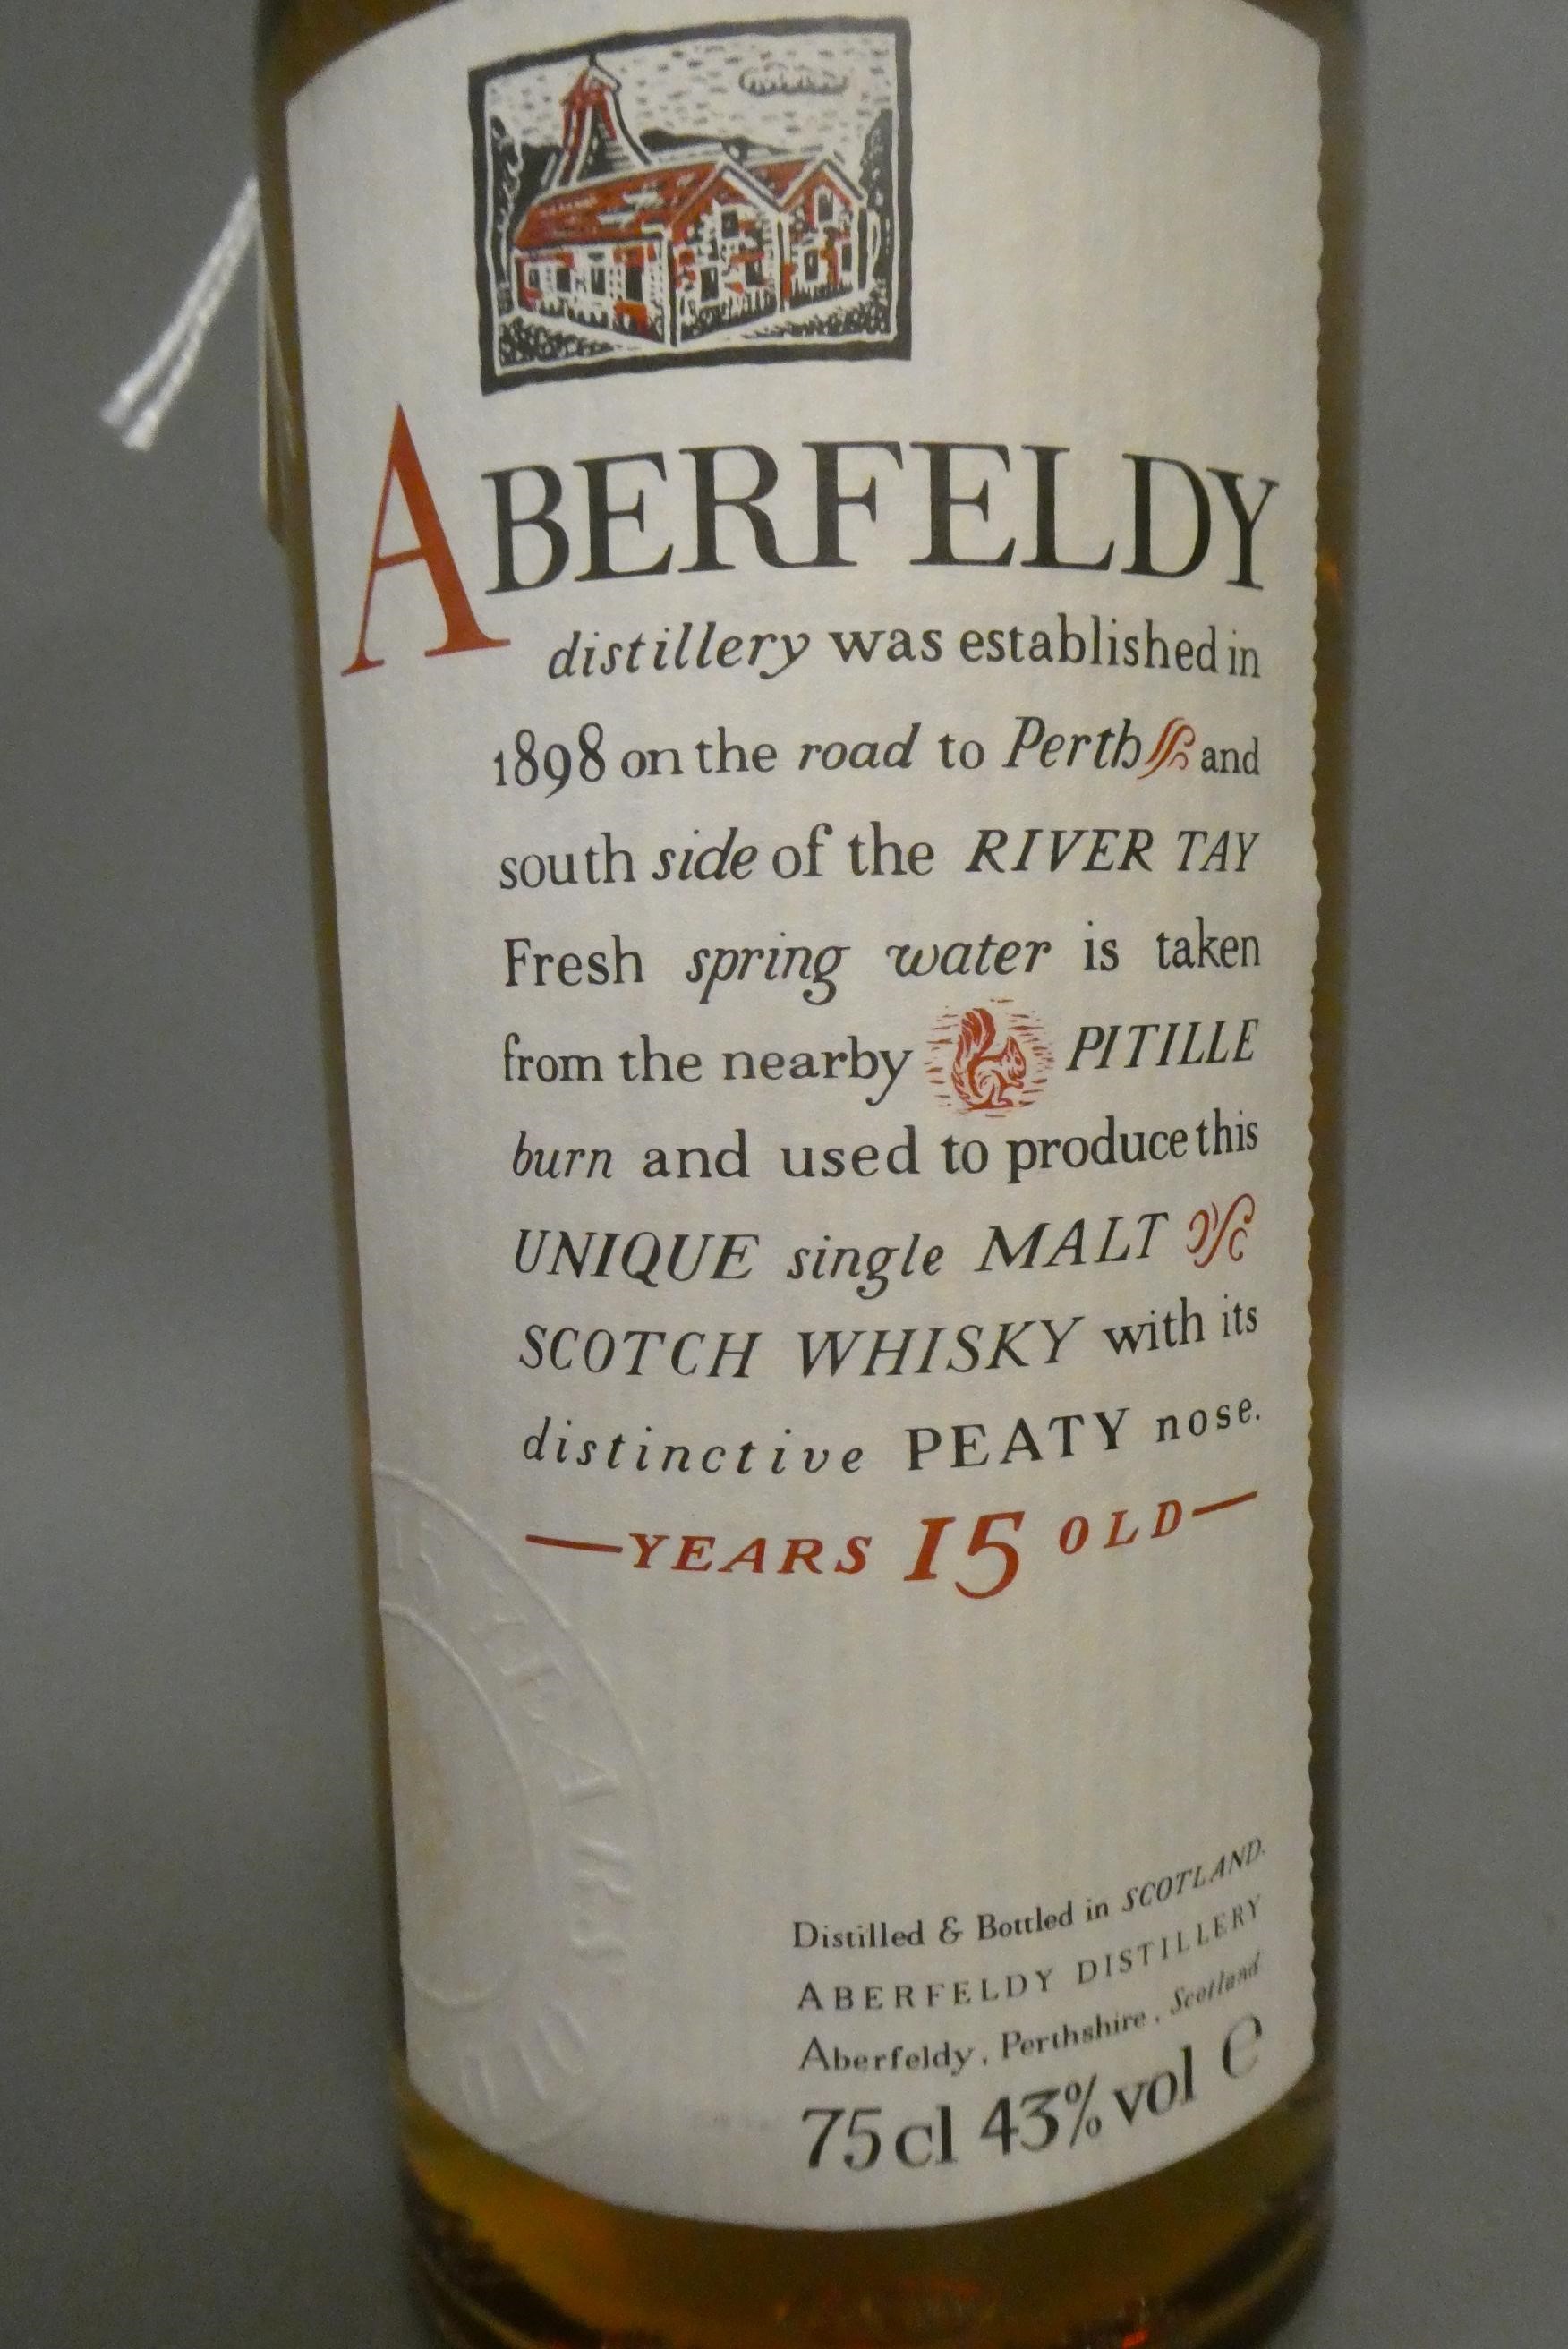 ABERFELDY
distillery was established in
1898 on the road to Perth and
south side of the RIVER TAY
Fresh spring water is taken
from the nearby PITILLE
burn and used to produce this
UNIQUE single MALT
SCOTCH WHISKY with its
distinctive PEATY nose.
—YEARS 15 OLD—
YEARS OLD
Distilled & Bottled in SCOTLAND.
ABERFELDY DISTILLERY
Aberfeldy, Perthshire, Scotland
75cl 43% vol e